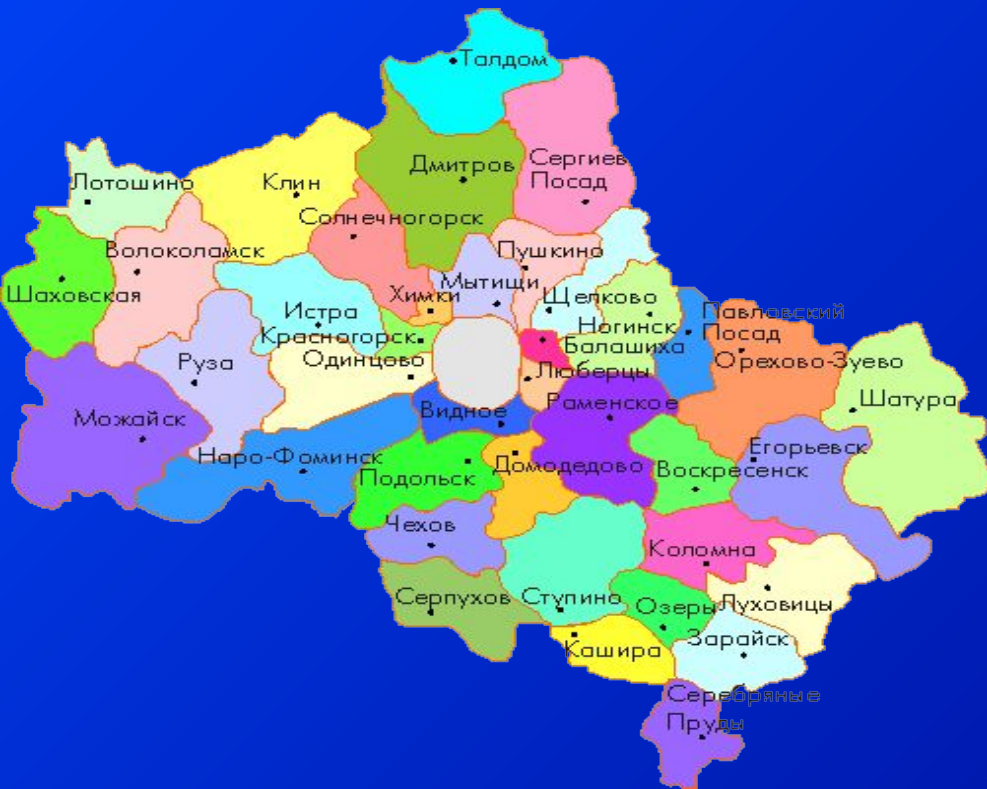 Талдом
Дмитров
Сергиев
Посад
Лотошино
Клин
Солнечногорск
Волоколамск
Пушкино
Мытищи
Шаховская
Химки
Щелково
Истра
Красногорск
Ногинск
Павлавский
Посад
Балашиха
Одинцово
Руза
Люберцы
Орехово-Зуево
Шатура
Раменское
Видное
Можайск
Егорьевск
Наро-Фоминск
Домодедово
Воскресенск
Подольск
Чехов
Коломна
Серпухов
Ступино
Озеры
Луховицы
Зарайск
Кашира
Серебряные
Пруды